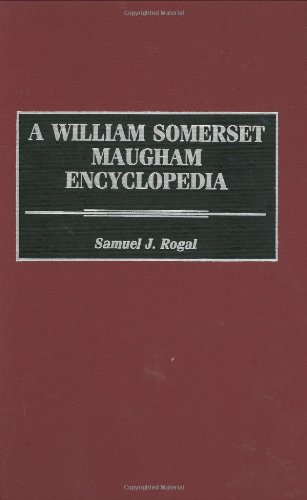 A WILLIAM SOMERSET
MAUGHAM
ENCYCLOPEDIA
Samuel J. Rogal